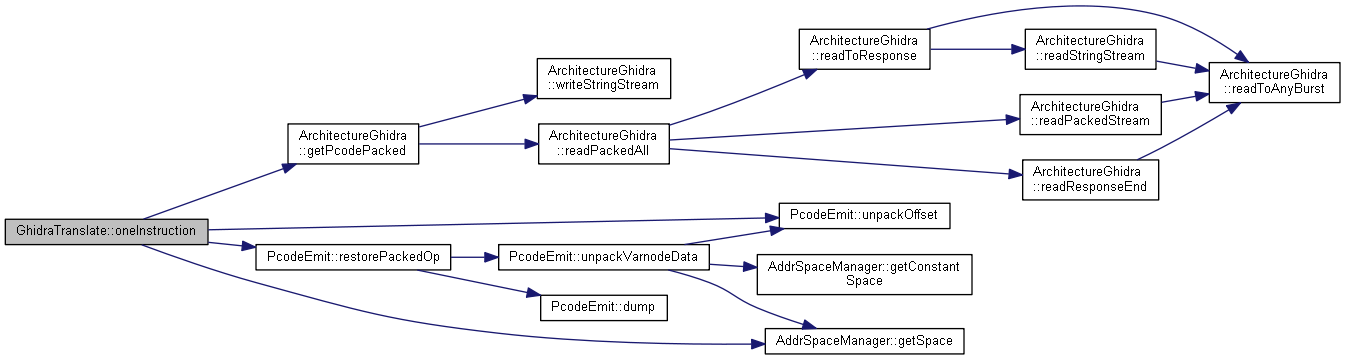 GhidraTranslate::oneInstruction
ArchitectureGhidra
::getPcodePacked
ArchitectureGhidra
::writeStringStream
ArchitectureGhidra
::readPackedAll
ArchitectureGhidra
::readToResponse
ArchitectureGhidra
::readStringStream
ArchitectureGhidra
::readToAnyBurst
ArchitectureGhidra
::readPackedStream
ArchitectureGhidra
::readResponseEnd
PcodeEmit::restorePackedOp
PcodeEmit::unpackVarnodeData
PcodeEmit::dump
PcodeEmit::unpackOffset
AddrSpaceManager::getConstant
Space
AddrSpaceManager::getSpace